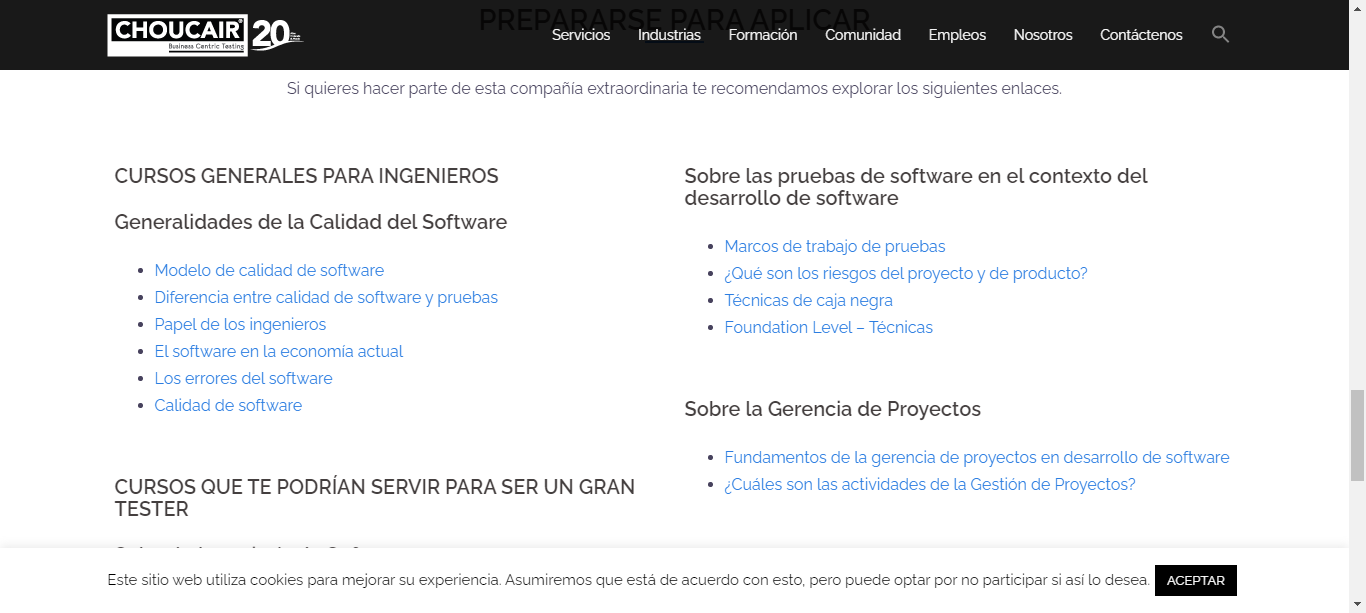 PREPARARSE PARA APLICAR
CHOUCAIR®
Business Centric Testing
20
Servicios
Industrias
Formación
Comunidad
Empleos
Nosotros
Contáctenos
Si quieres hacer parte de esta compañía extraordinaria te recomendamos explorar los siguientes enlaces.
CURSOS GENERALES PARA INGENIEROS
Generalidades de la Calidad del Software
Modelo de calidad de software
Diferencia entre calidad de software y pruebas
Papel de los ingenieros
El software en la economía actual
Los errores del software
Calidad de software
CURSOS QUE TE PODRÍAN SERVIR PARA SER UN GRAN
TESTER
Sobre las pruebas de software en el contexto del
desarrollo de software
Marcos de trabajo de pruebas
¿Qué son los riesgos del proyecto y de producto?
Técnicas de caja negra
Foundation Level – Técnicas
Sobre la Gerencia de Proyectos
Fundamentos de la gerencia de proyectos en desarrollo de software
¿Cuáles son las actividades de la Gestión de Proyectos?
Este sitio web utiliza cookies para mejorar su experiencia. Asumiremos que está de acuerdo con esto, pero puede optar por no participar si así lo desea.
ACEPTAR